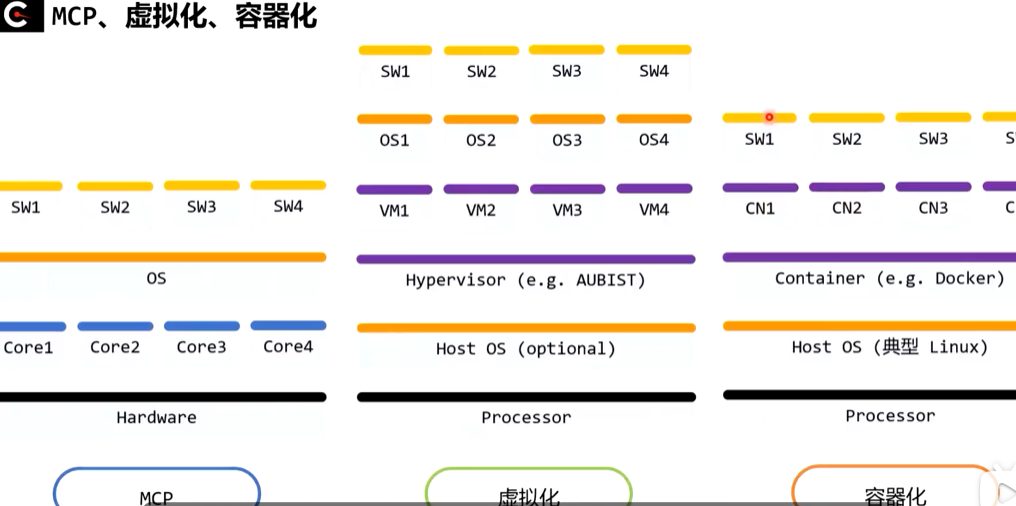 MCP、虚拟化、容器化
SW1 SW2 SW3 SW4
OS
Core1 Core2 Core3 Core4
Hardware
MCP
SW1 SW2 SW3 SW4
OS1 OS2 OS3 OS4
VM1 VM2 VM3 VM4
Hypervisor (e.g. AUBIST)
Host OS (optional)
Processor
虚拟化
SW1 SW2 SW3
CN1 CN2 CN3
Container (e.g. Docker)
Host OS (典型 Linux)
Processor
容器化